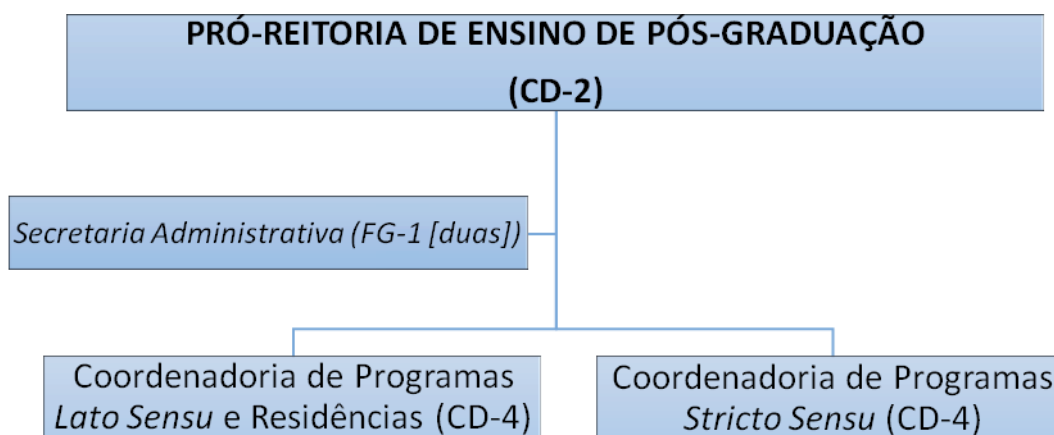 PRÓ-REITORIA DE ENSINO DE PÓS-GRADUAÇÃO
(CD-2)
Secretaria Administrativa (FG-1 [duas])
Coordenadoria de Programas
Lato Sensu e Residências (CD-4)
Coordenadoria de Programas
Stricto Sensu (CD-4)